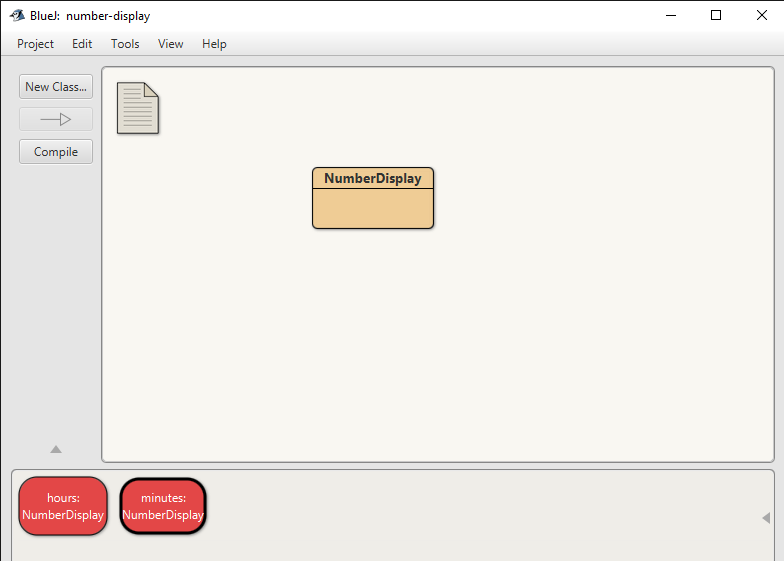 BlueJ: number-display
Project Edit Tools View Help
New Class...
Compile
NumberDisplay
hours:
NumberDisplay
minutes:
NumberDisplay